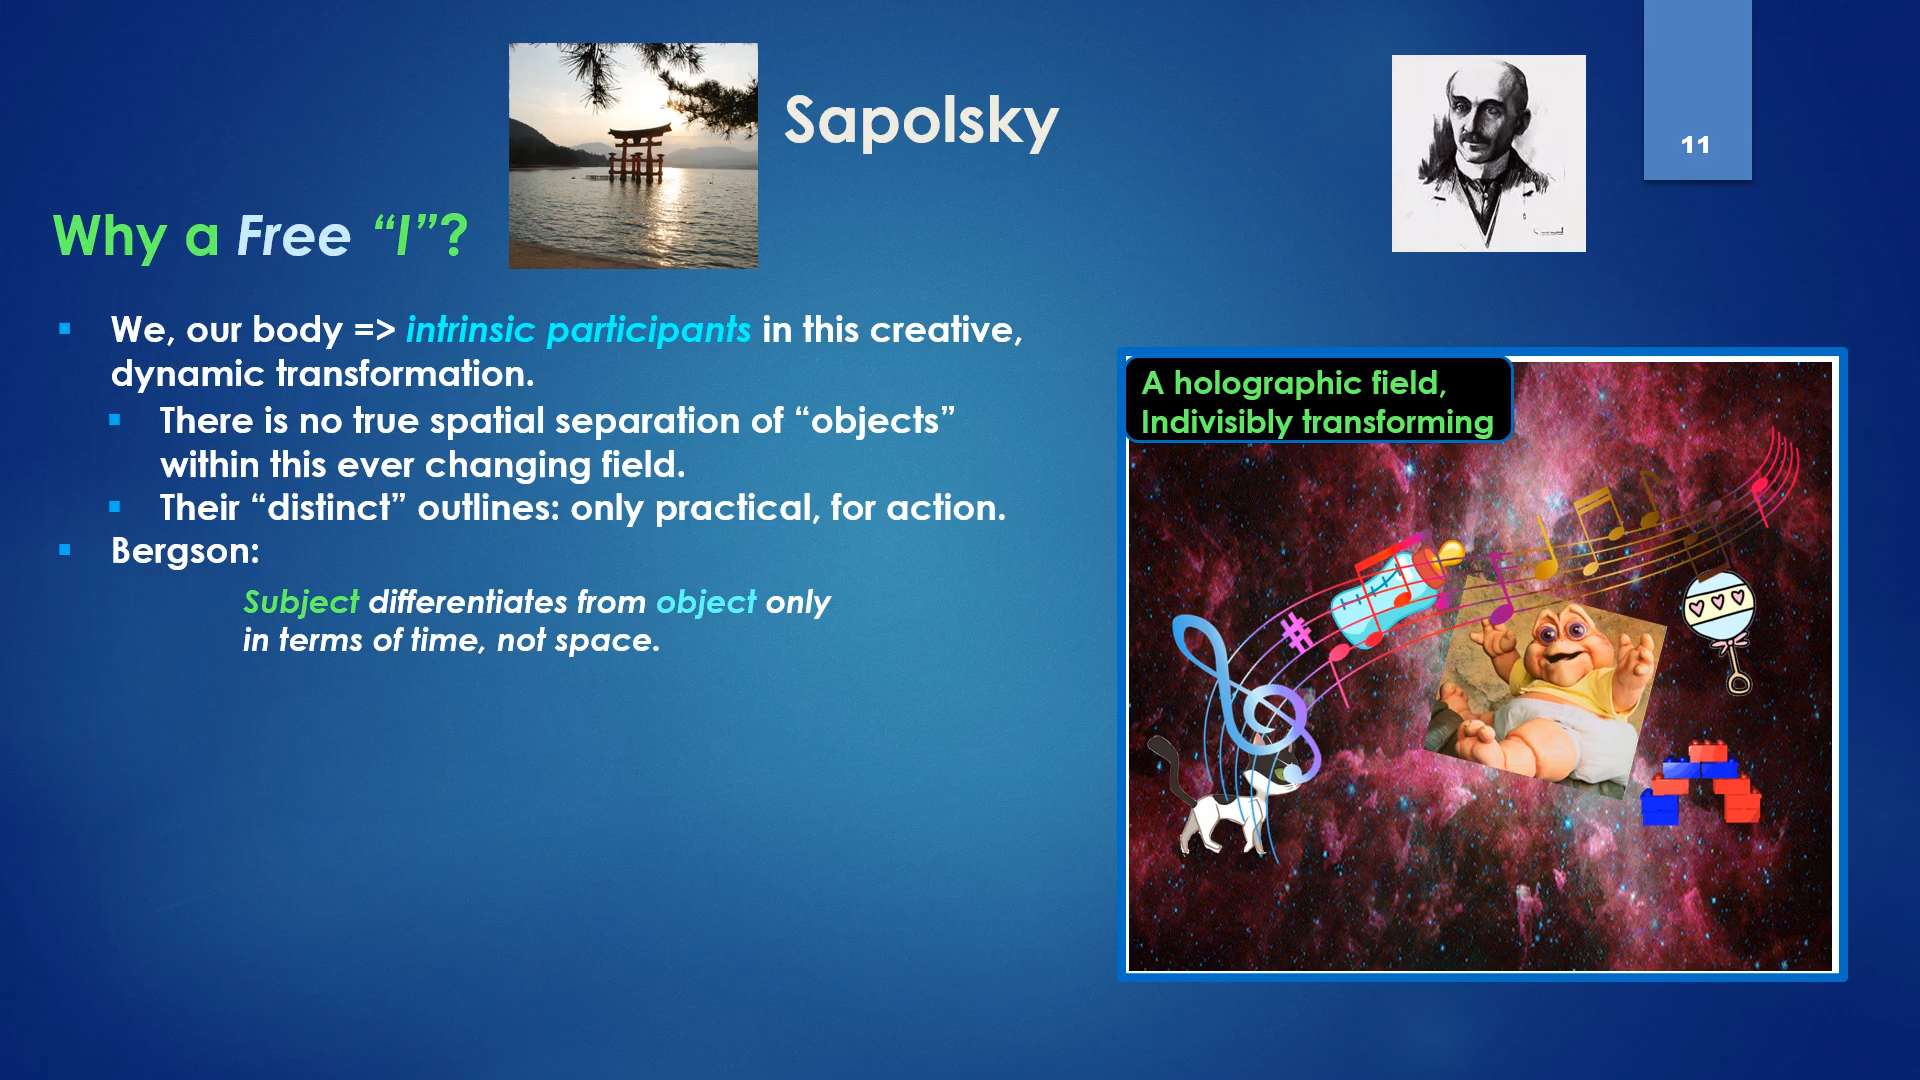 Sapolsky
11
Why a Free “I”?
We, our body => intrinsic participants in this creative,
dynamic transformation.
There is no true spatial separation of “objects”
within this ever changing field.
Their “distinct” outlines: only practical, for action.
Bergson:
Subject differentiates from object only
in terms of time, not space.
A holographic field,
Indivisibly transforming